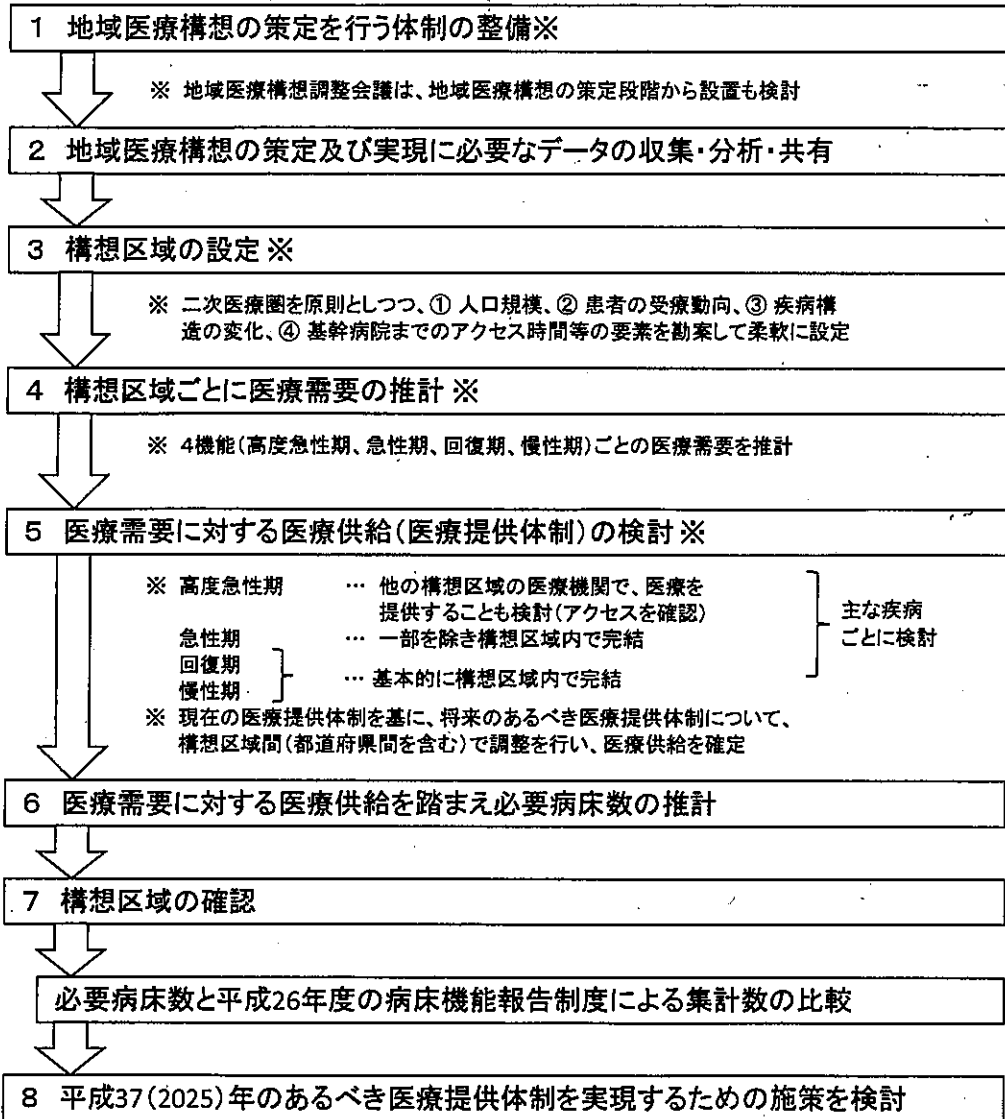 １ 地域医療構想の策定を行う体制の整備※
※ 地域医療構想調整会議は、地域医療構想の策定段階から設置も検討
２ 地域医療構想の策定及び実現に必要なデータの収集・分析・共有
３ 構想区域の設定※
※ 二次医療圏を原則としつつ、① 人口規模、② 患者の受療動向、③ 疾病構
造の変化、④ 基幹病院までのアクセス時間等の要素を勘案して柔軟に設定
４ 構想区域ごとに医療需要の推計※
※ 4機能(高度急性期、急性期、回復期、慢性期)ごとの医療需要を推計
５ 医療需要に対する医療供給(医療提供体制)の検討※
※ 高度急性期 … 他の構想区域の医療機関で、医療を
提供することも検討(アクセスを確認)
急性期 … 一部を除き構想区域内で完結
回復期
慢性期 … 基本的に構想区域内で完結
主な疾病
ごとに検討
※ 現在の医療提供体制を基に、将来のあるべき医療提供体制について、
構想区域間(都道府県間を含む)で調整を行い、医療供給を確定
６ 医療需要に対する医療供給を踏まえ必要病床数の推計
７ 構想区域の確認
必要病床数と平成26年度の病床機能報告制度による集計数の比較
８ 平成37(2025)年のあるべき医療提供体制を実現するための施策を検討